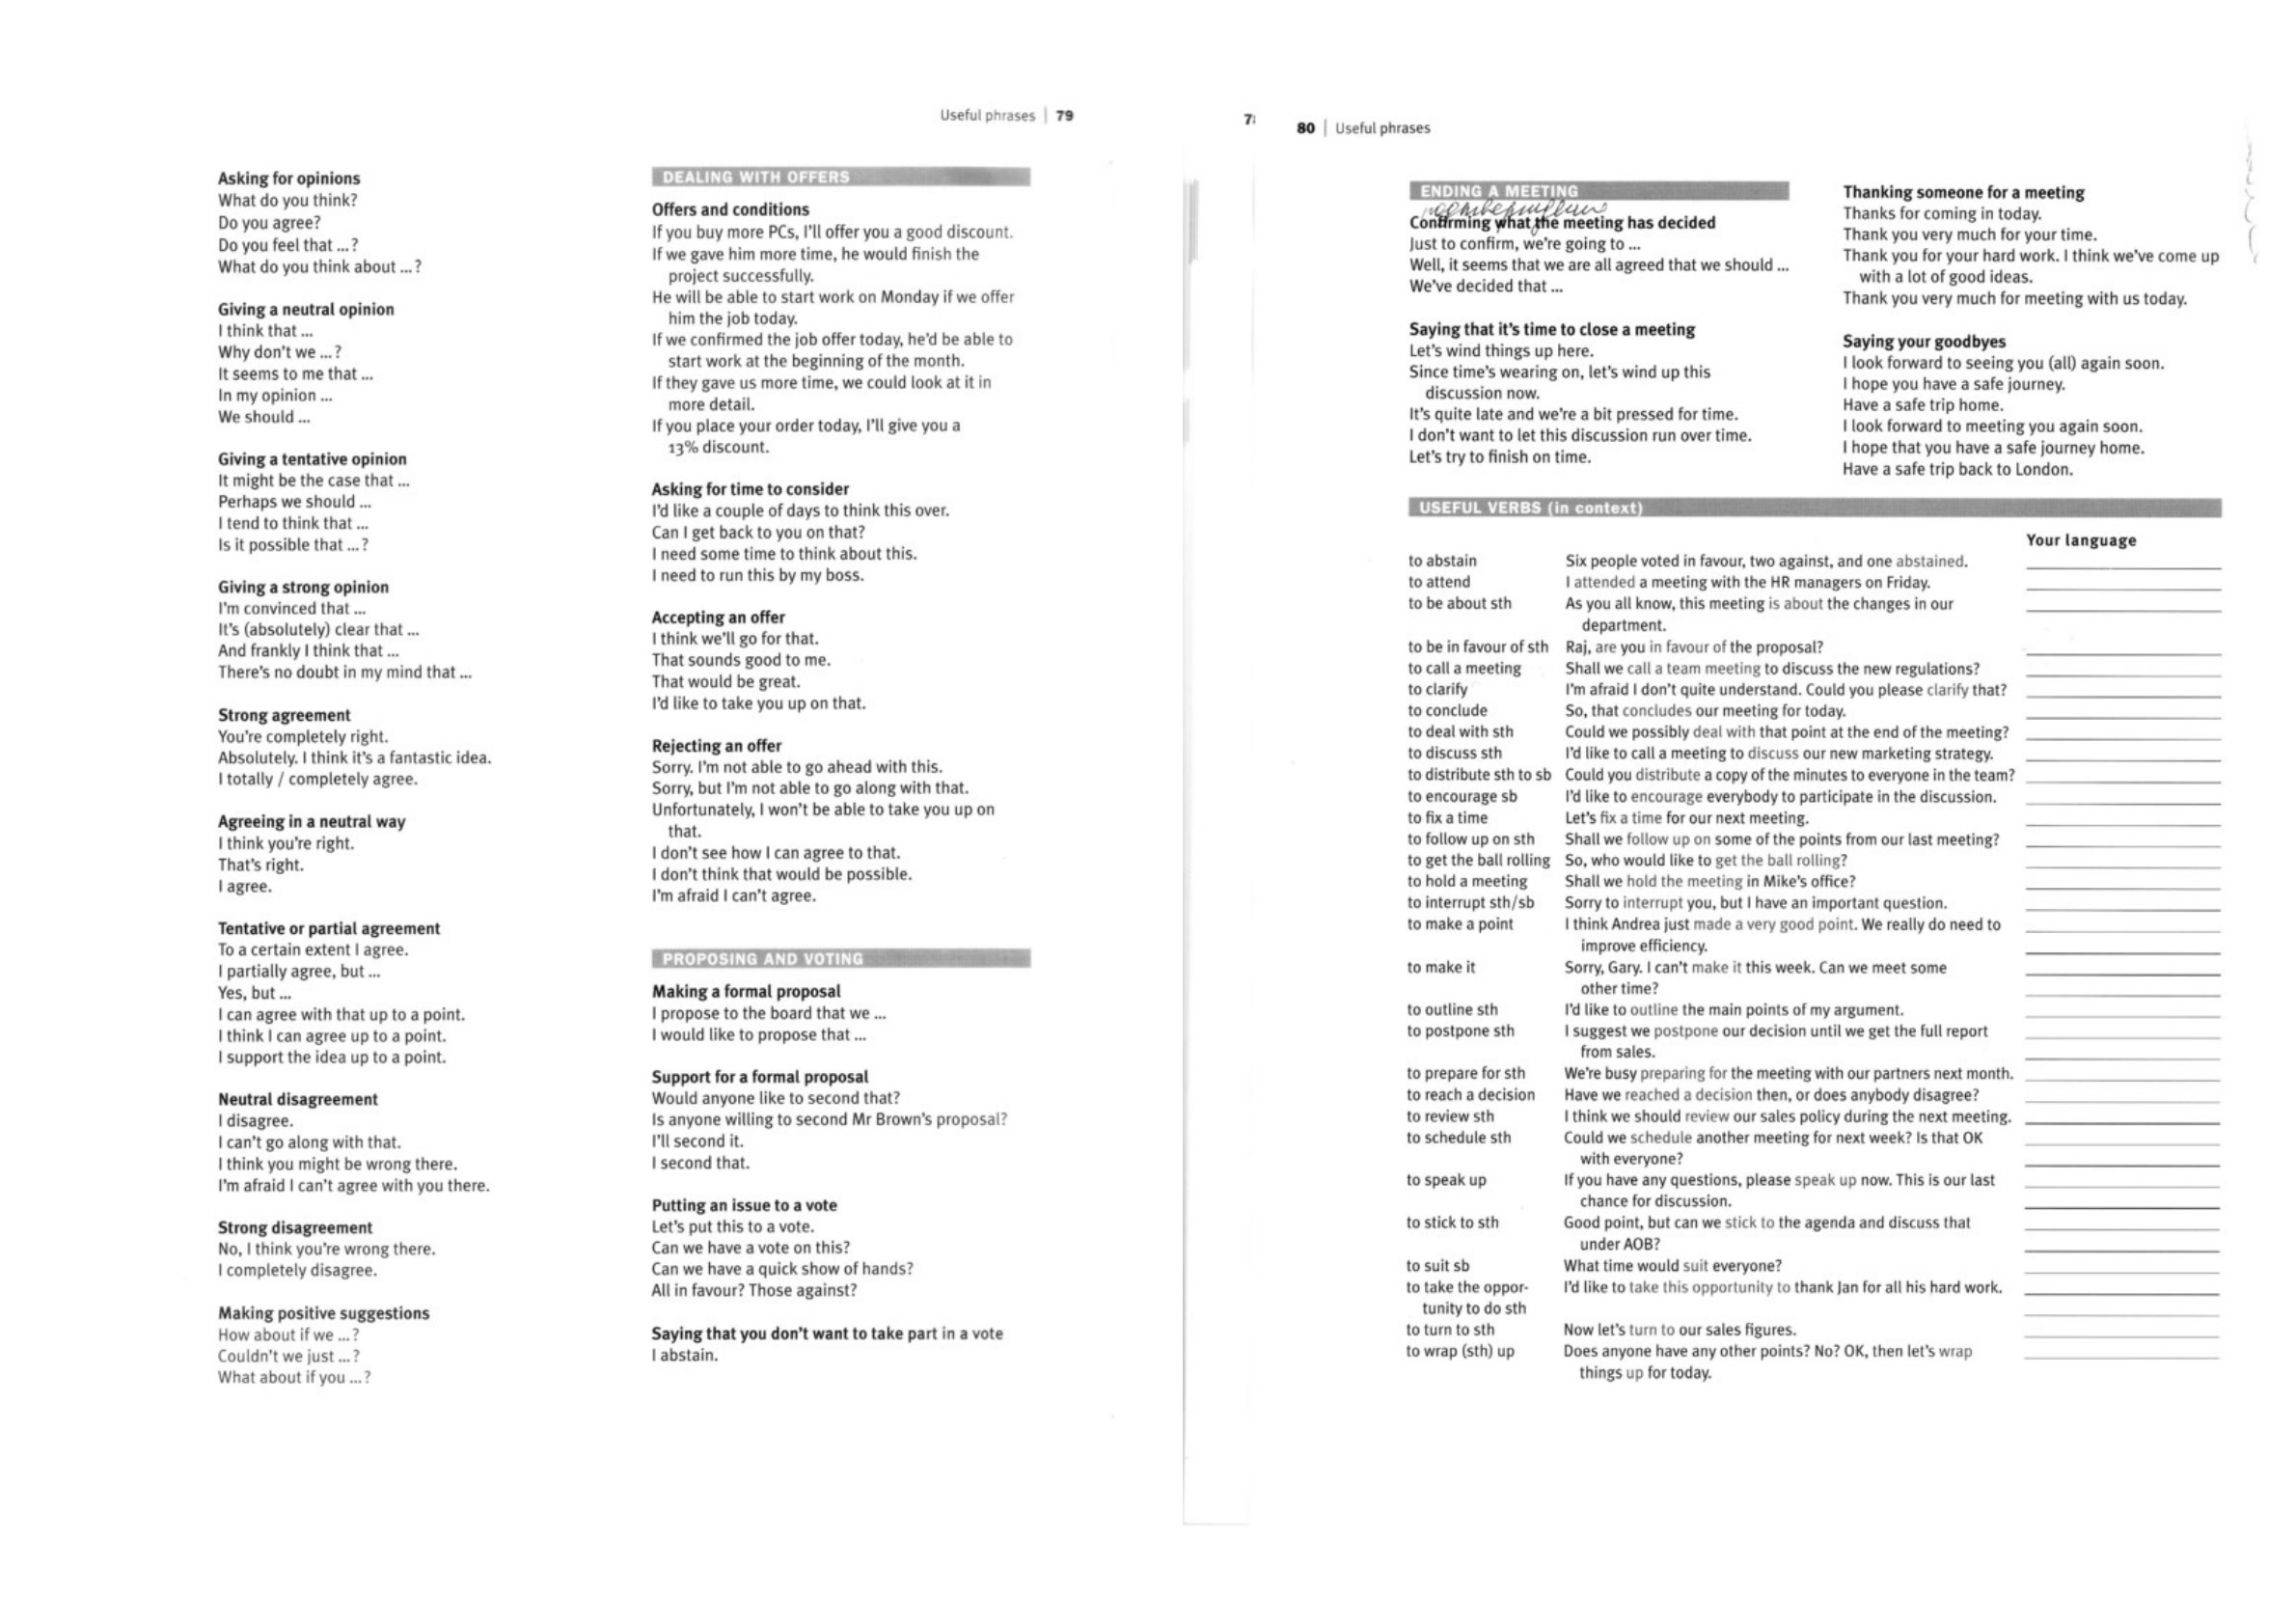 Useful phrases | 79
Asking for opinions
What do you think?
Do you agree?
Do you feel that ... ?
What do you think about ... ?
Giving a neutral opinion
I think that ...
Why don't we ... ?
It seems to me that ...
In my opinion ...
We should ...
Giving a tentative opinion
It might be the case that ...
Perhaps we should ...
I tend to think that ...
Is it possible that ... ?
Giving a strong opinion
I'm convinced that ...
It's (absolutely) clear that ...
And frankly I think that ...
There's no doubt in my mind that ...
Strong agreement
You're completely right.
Absolutely. I think it's a fantastic idea.
I totally / completely agree.
Agreeing in a neutral way
I think you're right.
That's right.
I agree.
Tentative or partial agreement
To a certain extent I agree.
I partially agree, but ...
Yes, but ...
I can agree with that up to a point.
I think I can agree up to a point.
I support the idea up to a point.
Neutral disagreement
I disagree.
I can't go along with that.
I think you might be wrong there.
I'm afraid I can't agree with you there.
Strong disagreement
No, I think you're wrong there.
I completely disagree.
Making positive suggestions
How about if we ... ?
Couldn't we just ... ?
What about if you ... ?
DEALING WITH OFFERS
Offers and conditions
If you buy more PCs, I'll offer you a good discount.
If we gave him more time, he would finish the
project successfully.
He will be able to start work on Monday if we offer
him the job today.
If we confirmed the job offer today, he'd be able to
start work at the beginning of the month.
If they gave us more time, we could look at it in
more detail.
If you place your order today, I'll give you a
13% discount.
Asking for time to consider
I'd like a couple of days to think this over.
Can I get back to you on that?
I need some time to think about this.
I need to run this by my boss.
Accepting an offer
I think we'll go for that.
That sounds good to me.
That would be great.
I'd like to take you up on that.
Rejecting an offer
Sorry. I'm not able to go ahead with this.
Sorry, but I'm not able to go along with that.
Unfortunately, I won't be able to take you up on
that.
I don't see how I can agree to that.
I don't think that would be possible.
I'm afraid I can't agree.
PROPOSING AND VOTING
Making a formal proposal
I propose to the board that we ...
I would like to propose that ...
Support for a formal proposal
Would anyone like to second that?
Is anyone willing to second Mr Brown's proposal?
I'll second it.
I second that.
Putting an issue to a vote
Let's put this to a vote.
Can we have a vote on this?
Can we have a quick show of hands?
All in favour? Those against?
Saying that you don't want to take part in a vote
I abstain.
80 | Useful phrases
ENDING A MEETING
Confirming what the meeting has decided
Just to confirm, we're going to ...
Well, it seems that we are all agreed that we should ...
We've decided that ...
Saying that it's time to close a meeting
Let's wind things up here.
Since time's wearing on, let's wind up this
discussion now.
It's quite late and we're a bit pressed for time.
I don't want to let this discussion run over time.
Let's try to finish on time.
Thanking someone for a meeting
Thanks for coming in today.
Thank you very much for your time.
Thank you for your hard work. I think we've come up
with a lot of good ideas.
Thank you very much for meeting with us today.
Saying your goodbyes
I look forward to seeing you (all) again soon.
I hope you have a safe journey.
Have a safe trip home.
I look forward to meeting you again soon.
I hope that you have a safe journey home.
Have a safe trip back to London.
USEFUL VERBS (in context)
Your language
to abstain Six people voted in favour, two against, and one abstained.
to attend I attended a meeting with the HR managers on Friday.
to be about sth As you all know, this meeting is about the changes in our
department.
to be in favour of sth Raj, are you in favour of the proposal?
to call a meeting Shall we call a team meeting to discuss the new regulations?
to clarify I'm afraid I don't quite understand. Could you please clarify that?
to conclude So, that concludes our meeting for today.
to deal with sth Could we possibly deal with that point at the end of the meeting?
to discuss sth I'd like to call a meeting to discuss our new marketing strategy.
to distribute sth to sb Could you distribute a copy of the minutes to everyone in the team?
to encourage sb I'd like to encourage everybody to participate in the discussion.
to fix a time Let's fix a time for our next meeting.
to follow up on sth Shall we follow up on some of the points from our last meeting?
to get the ball rolling So, who would like to get the ball rolling?
to hold a meeting Shall we hold the meeting in Mike's office?
to interrupt sth/sb Sorry to interrupt you, but I have an important question.
to make a point I think Andrea just made a very good point. We really do need to
improve efficiency.
to make it Sorry, Gary. I can't make it this week. Can we meet some
other time?
to outline sth I'd like to outline the main points of my argument.
to postpone sth I suggest we postpone our decision until we get the full report
from sales.
to prepare for sth We're busy preparing for the meeting with our partners next month.
to reach a decision Have we reached a decision then, or does anybody disagree?
to review sth I think we should review our sales policy during the next meeting.
to schedule sth Could we schedule another meeting for next week? Is that OK
with everyone?
to speak up If you have any questions, please speak up now. This is our last
chance for discussion.
to stick to sth Good point, but can we stick to the agenda and discuss that
under AOB?
to suit sb What time would suit everyone?
to take the oppor- I'd like to take this opportunity to thank Jan for all his hard work.
tunity to do sth
to turn to sth Now let's turn to our sales figures.
to wrap (sth) up Does anyone have any other points? No? OK, then let's wrap
things up for today.